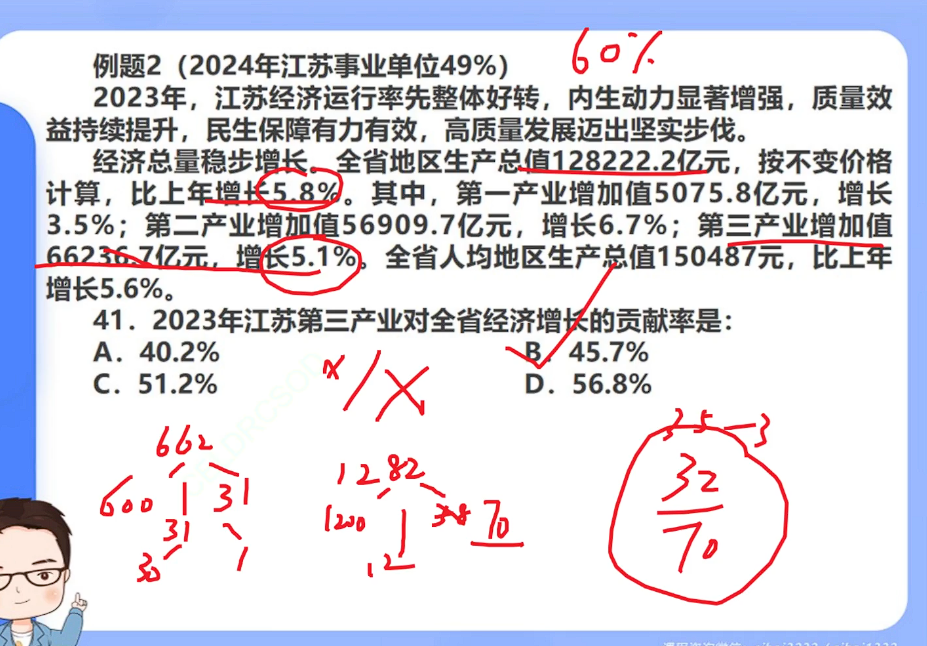 60%
例题2（2024年江苏事业单位49%）
2023年，江苏经济运行率先整体好转，内生动力显著增强，质量效
益持续提升，民生保障有力有效，高质量发展迈出坚实步伐。
经济总量稳步增长。全省地区生产总值128222.2亿元，按不变价格
计算，比上年增长5.8%。其中，第一产业增加值5075.8亿元，增长
3.5%；第二产业增加值56909.7亿元，增长6.7%；第三产业增加值
66236.7亿元，增长5.1%。全省人均地区生产总值150487元，比上年
增长5.6%。
41．2023年江苏第三产业对全省经济增长的贡献率是：
A．40.2%
B．45.7%
C．51.2%
D．56.8%
662
600 31
31
30 1
1282
1200 70
12
35 — 3
32
70